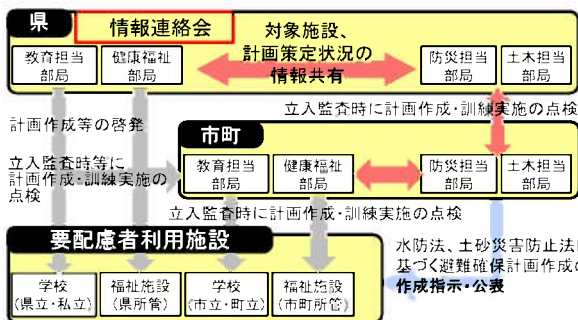 県
情報連絡会
教育担当
部局
健康福祉
部局
対象施設、
計画策定状況の
情報共有
防災担当
部局
土木担当
部局
計画作成等の啓発
立入監査時に計画作成・訓練実施の点検
市町
立入監査時等に
計画作成・訓練実施の
点検
教育担当
部局
健康福祉
部局
防災担当
部局
土木担当
部局
立入監査時に計画作成・訓練実施の点検
要配慮者利用施設
学校
(県立・私立)
福祉施設
(県所管)
学校
(市立・町立)
福祉施設
(市町所管)
水防法、土砂災害防止法に
基づく避難確保計画作成の
作成指示・公表